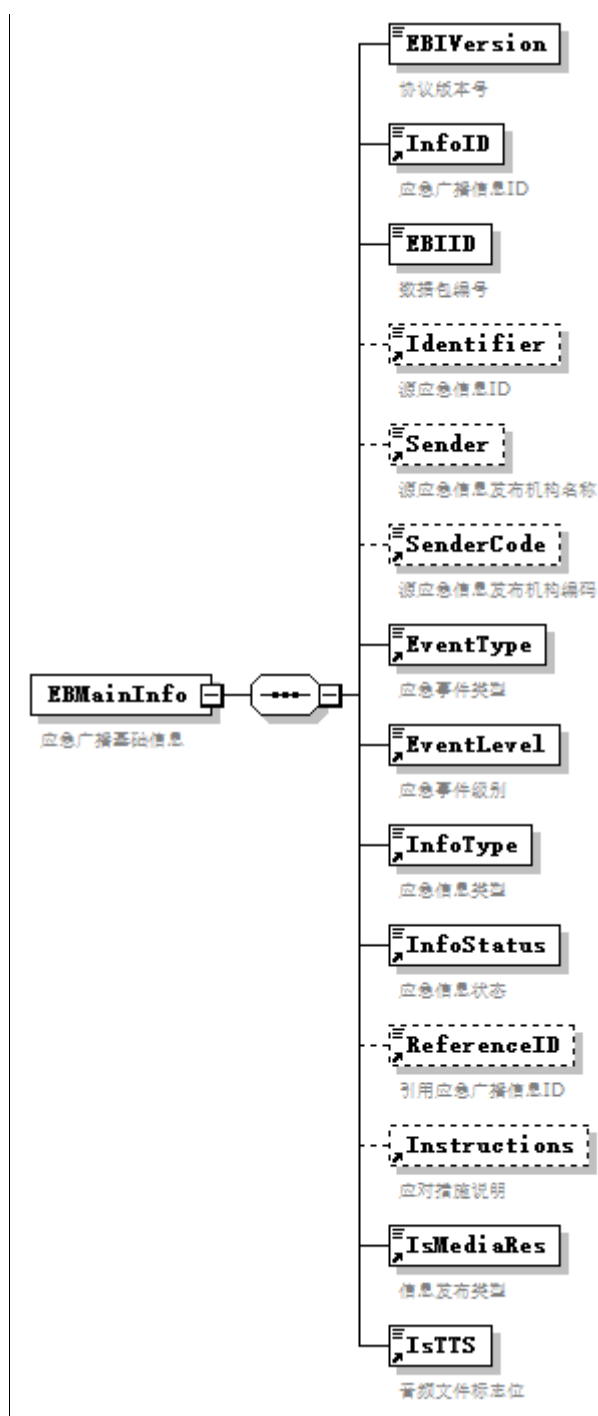 EBIVersion
协议版本号
InfoID
应急广播信息ID
EBIID
数据包编号
Identifier
源应急信息ID
Sender
源应急信息发布机构名称
SenderCode
源应急信息发布机构编码
EBMainInfo
应急广播基础信息
EventType
应急事件类型
EventLevel
应急事件级别
InfoType
应急信息类型
InfoStatus
应急信息状态
ReferenceID
引用应急广播信息ID
Instructions
应对措施说明
IsMediaRes
信息发布类型
IsTTS
音频文件标志位